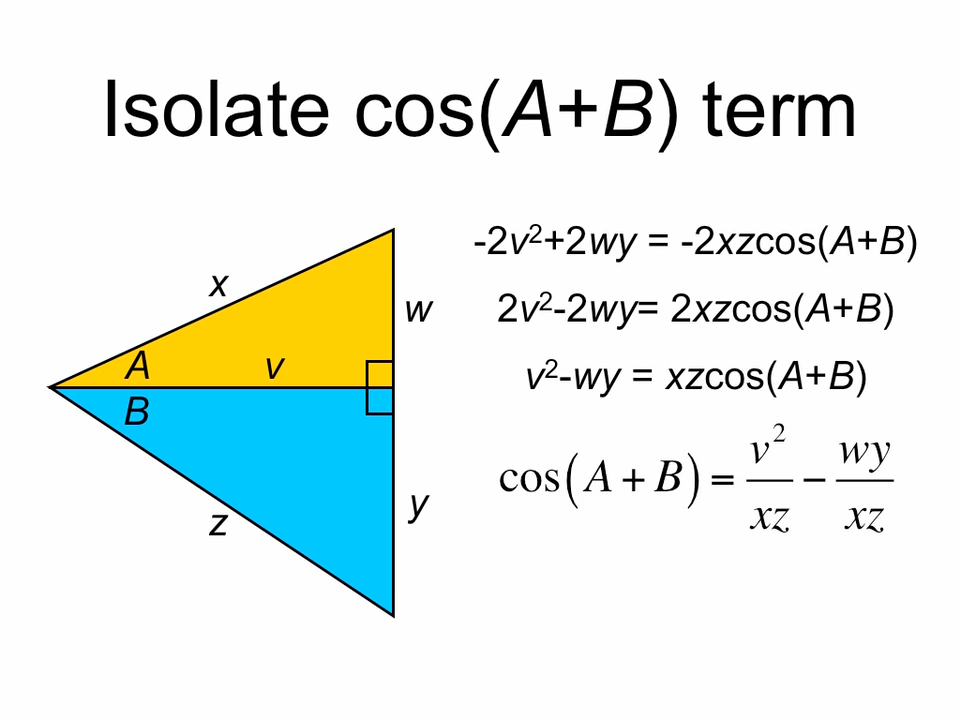 Isolate cos(A+B) term
-2v²+2wy = -2xzcos(A+B)
x
w
2v²-2wy= 2xzcos(A+B)
A
v
v²-wy = xzcos(A+B)
B
cos(A + B) = v²/xz − wy/xz
y
z